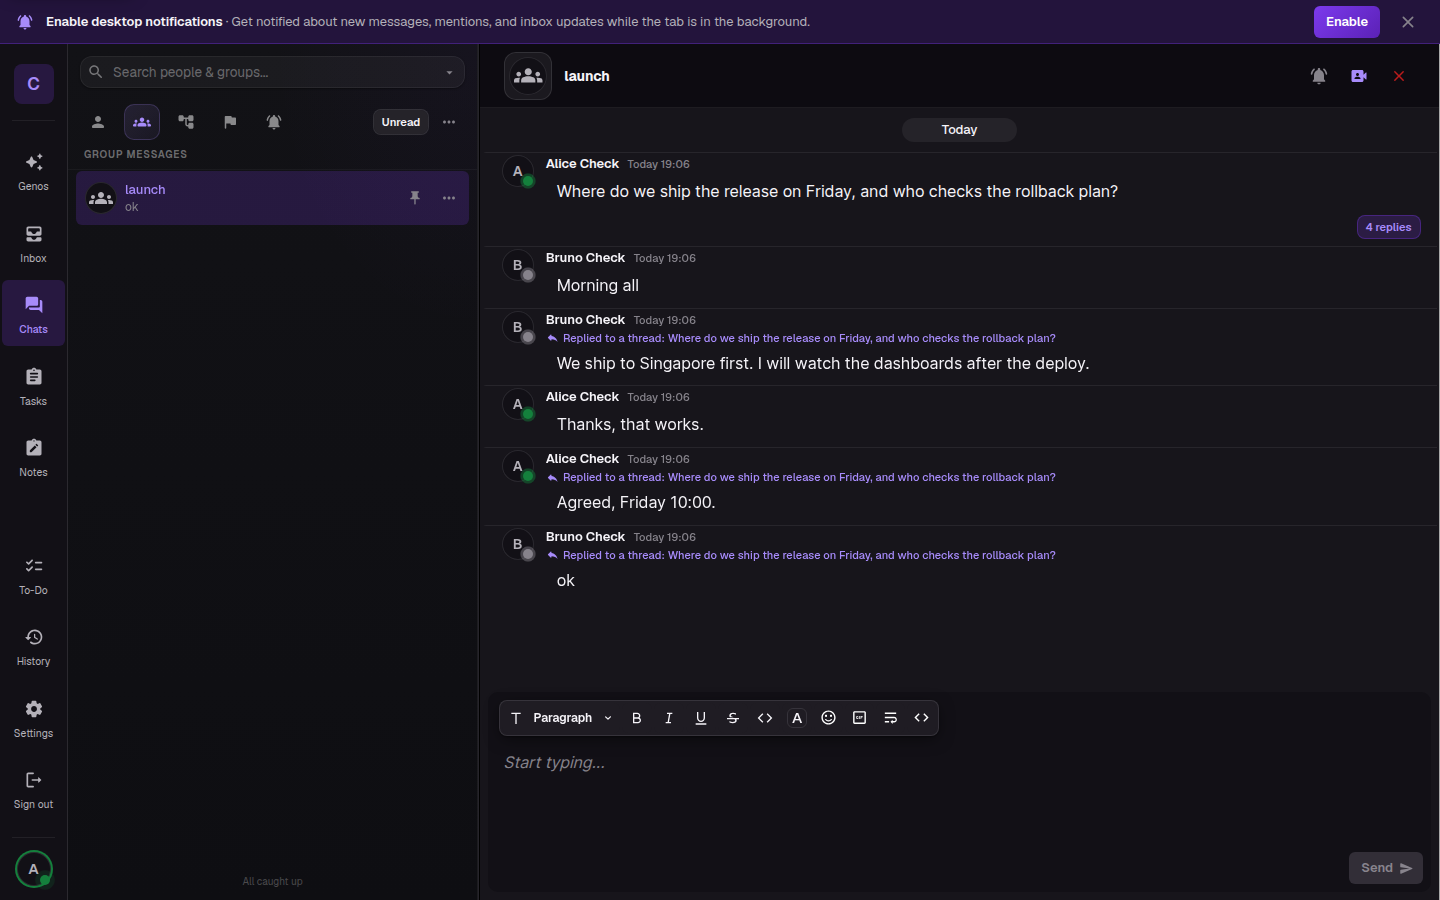 Enable desktop notifications · Get notified about new messages, mentions, and inbox updates while the tab is in the background.
Enable
C
Genos
Inbox
Chats
Tasks
Notes
To-Do
History
Settings
Sign out
A
Search people & groups...
Unread
GROUP MESSAGES
launch
ok
All caught up
launch
Today
A
Alice Check Today 19:06
Where do we ship the release on Friday, and who checks the rollback plan?
4 replies
B
Bruno Check Today 19:06
Morning all
B
Bruno Check Today 19:06
Replied to a thread: Where do we ship the release on Friday, and who checks the rollback plan?
We ship to Singapore first. I will watch the dashboards after the deploy.
A
Alice Check Today 19:06
Thanks, that works.
A
Alice Check Today 19:06
Replied to a thread: Where do we ship the release on Friday, and who checks the rollback plan?
Agreed, Friday 10:00.
B
Bruno Check Today 19:06
Replied to a thread: Where do we ship the release on Friday, and who checks the rollback plan?
ok
T Paragraph B I U S A
Start typing...
Send